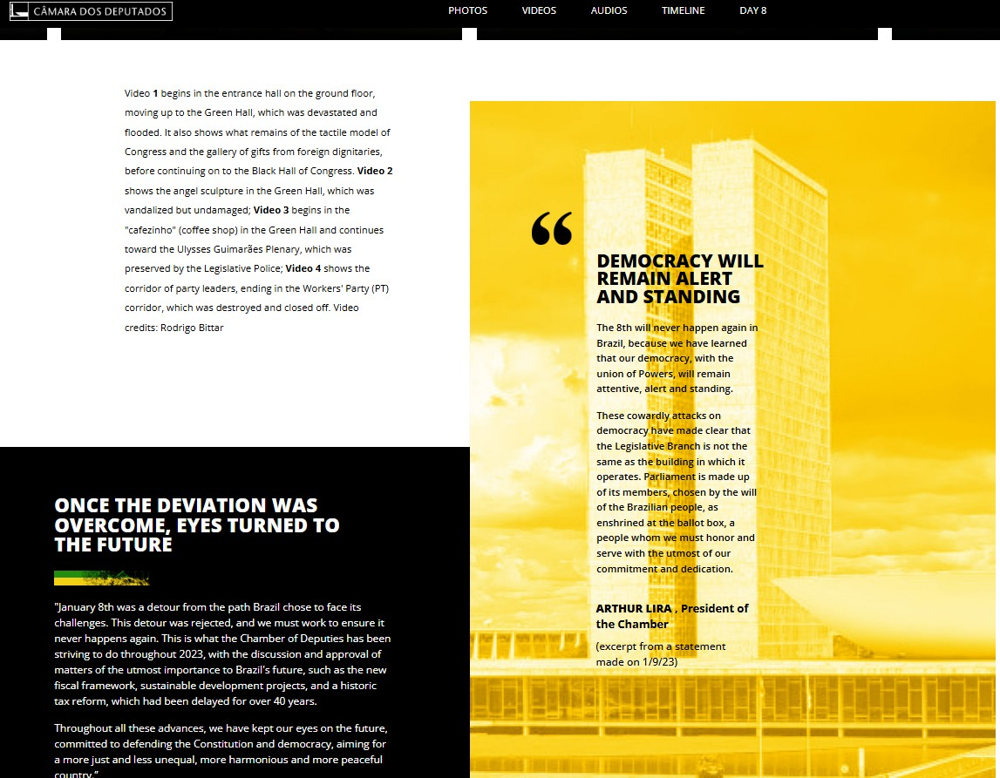 CÂMARA DOS DEPUTADOS
PHOTOS VIDEOS AUDIOS TIMELINE DAY 8
Video 1 begins in the entrance hall on the ground floor,
moving up to the Green Hall, which was devastated and
flooded. It also shows what remains of the tactile model of
Congress and the gallery of gifts from foreign dignitaries,
before continuing on to the Black Hall of Congress. Video 2
shows the angel sculpture in the Green Hall, which was
vandalized but undamaged; Video 3 begins in the
"cafezinho" (coffee shop) in the Green Hall and continues
toward the Ulysses Guimarães Plenary, which was
preserved by the Legislative Police; Video 4 shows the
corridor of party leaders, ending in the Workers' Party (PT)
corridor, which was destroyed and closed off. Video
credits: Rodrigo Bittar
“
DEMOCRACY WILL
REMAIN ALERT
AND STANDING
The 8th will never happen again in
Brazil, because we have learned
that our democracy, with the
union of Powers, will remain
attentive, alert and standing.
These cowardly attacks on
democracy have made clear that
the Legislative Branch is not the
same as the building in which it
operates. Parliament is made up
of its members, chosen by the will
of the Brazilian people, as
enshrined at the ballot box, a
people whom we must honor and
serve with the utmost of our
commitment and dedication.
ARTHUR LIRA , President of
the Chamber
(excerpt from a statement
made on 1/9/23)
ONCE THE DEVIATION WAS
OVERCOME, EYES TURNED TO
THE FUTURE
"January 8th was a detour from the path Brazil chose to face its
challenges. This detour was rejected, and we must work to ensure it
never happens again. This is what the Chamber of Deputies has been
striving to do throughout 2023, with the discussion and approval of
matters of the utmost importance to Brazil's future, such as the new
fiscal framework, sustainable development projects, and a historic
tax reform, which had been delayed for over 40 years.
Throughout all these advances, we have kept our eyes on the future,
committed to defending the Constitution and democracy, aiming for
a more just and less unequal, more harmonious and more peaceful
country."